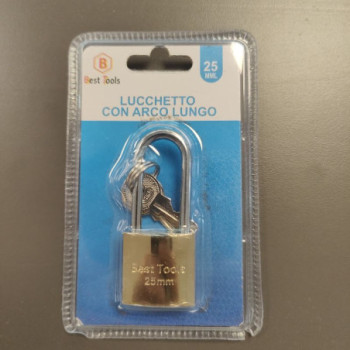 B
Best Tools
25
MM.
LUCCHETTO
CON ARCO LUNGO
Best Tools
25mm